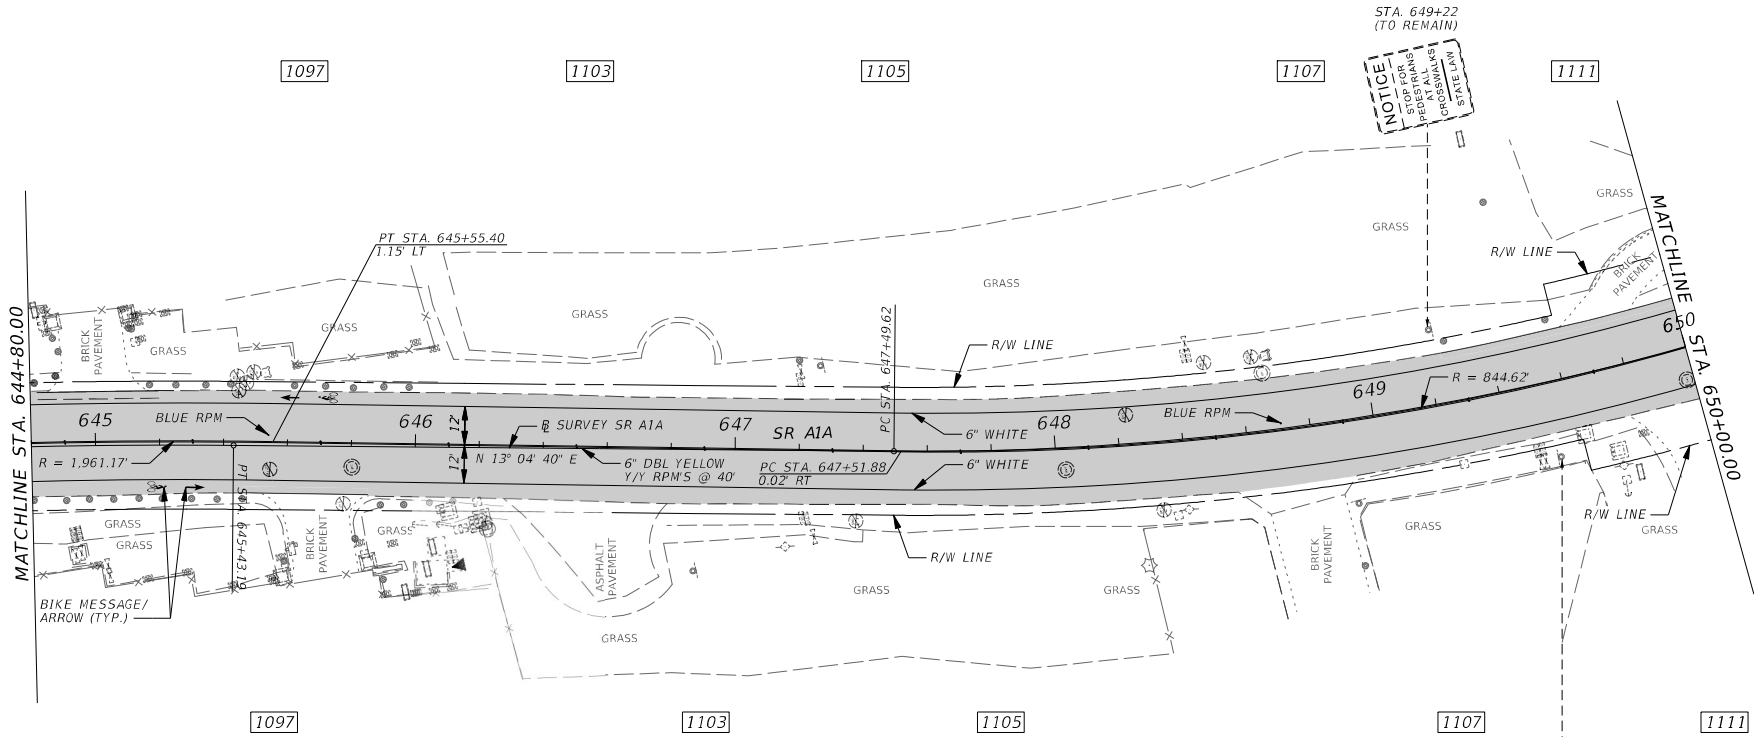 STA. 649+22
(TO REMAIN)
1097
1103
1105
1107
1111
NOTICE
STOP FOR
PEDESTRIANS
AT ALL
CROSSWALKS
STATE LAW
GRASS
MATCHLINE STA. 650+00.00
GRASS
R/W LINE
BRICK
PAVEMENT
PT STA. 645+55.40
1.15' LT
GRASS
GRASS
GRASS
MATCHLINE STA. 644+80.00
BRICK
PAVEMENT
GRASS
R/W LINE
PC STA. 647+49.62
650
R = 844.62'
649
645
BLUE RPM
646
12'
B SURVEY SR A1A
647
SR A1A
6" WHITE
648
BLUE RPM
R = 1,961.17'
12'
N 13° 04' 40" E
6" DBL YELLOW
Y/Y RPM'S @ 40'
PC STA. 647+51.88
0.02' RT
6" WHITE
PT STA. 645+43.19
GRASS
GRASS
BRICK
PAVEMENT
GRASS
ASPHALT
PAVEMENT
R/W LINE
BRICK
PAVEMENT
GRASS
R/W LINE
GRASS
BIKE MESSAGE/
ARROW (TYP.)
GRASS
GRASS
GRASS
1097
1103
1105
1107
1111